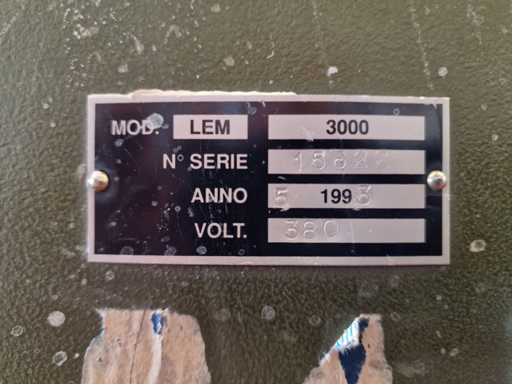 MOD. LEM 3000
N° SERIE
ANNO 5 1993
VOLT. 380